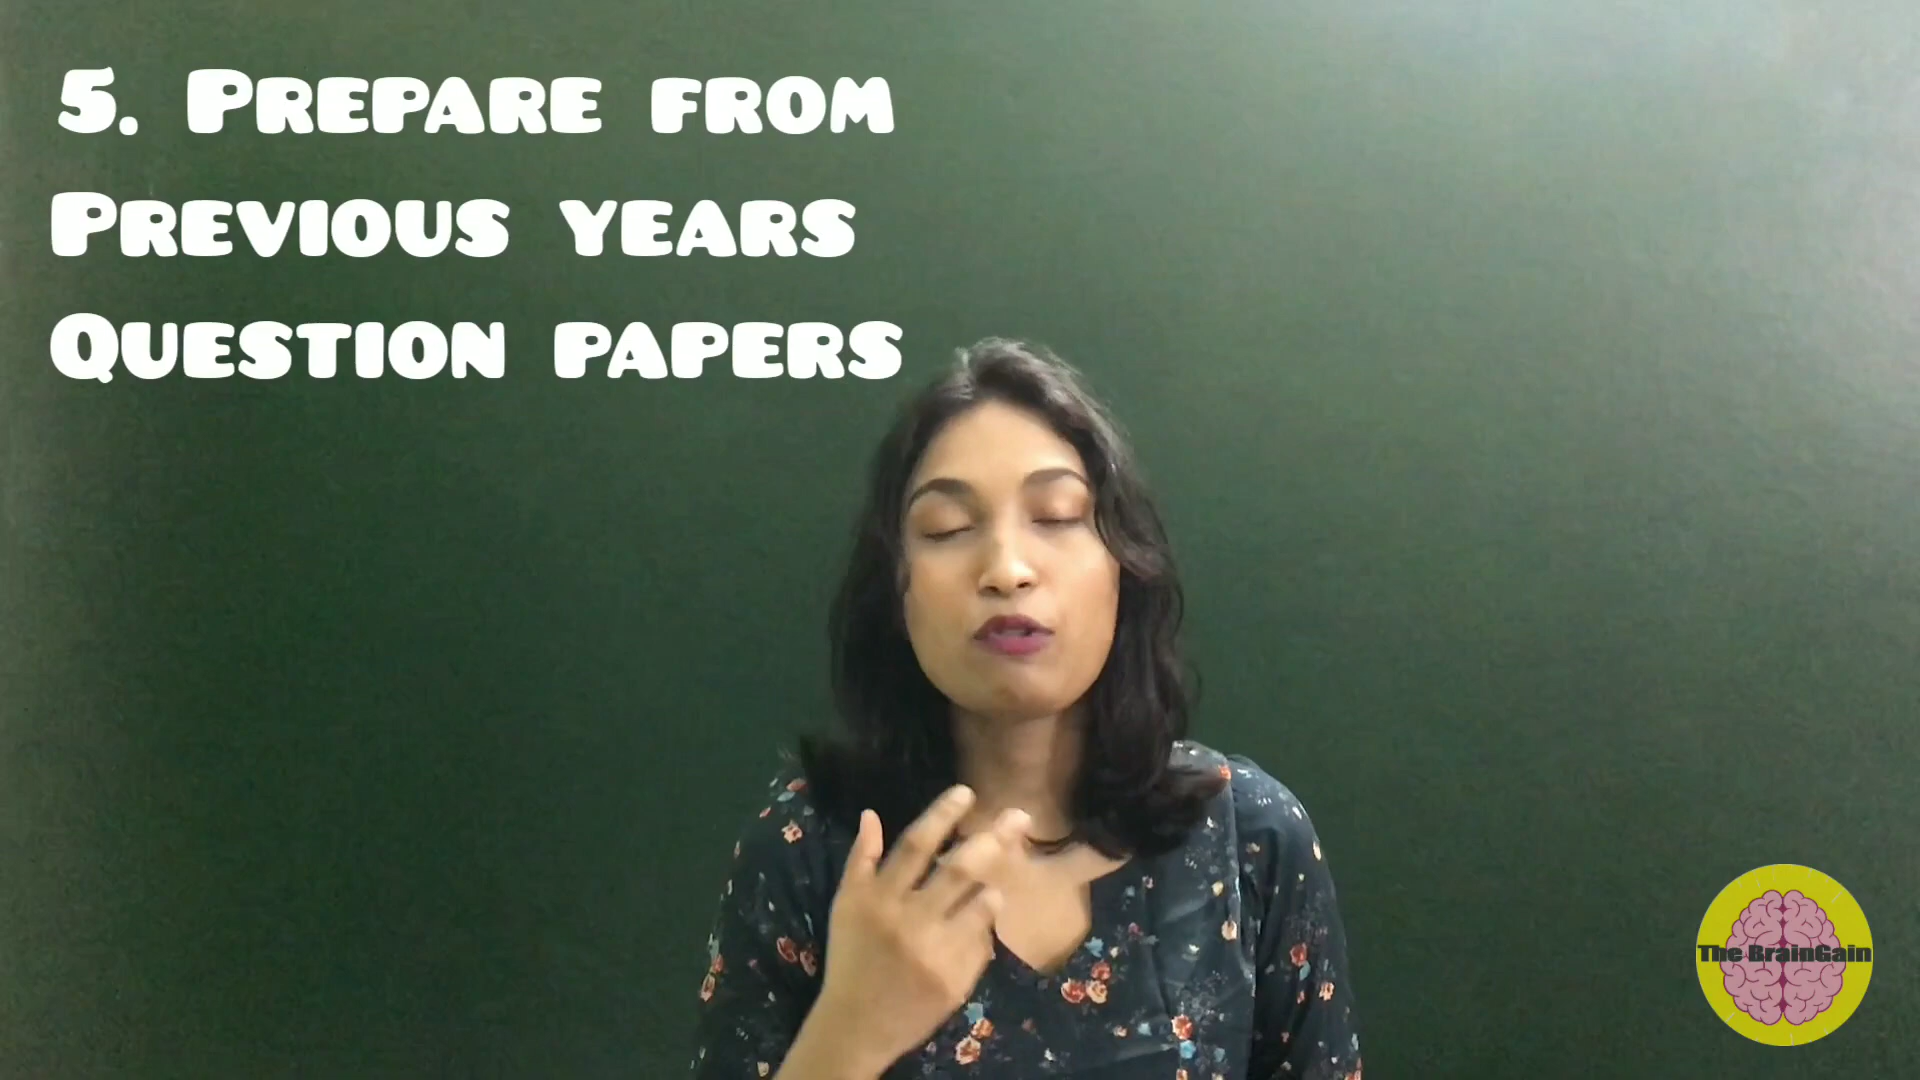 5. Prepare from
Previous years
Question papers
The BrainGain